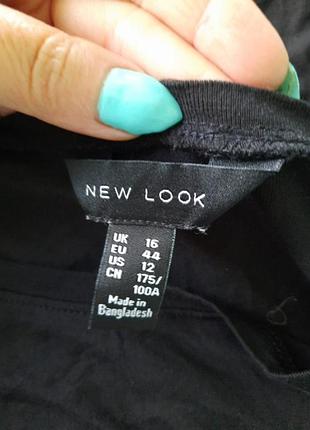 NEW LOOK
UK 16
EU 44
US 12
CN 175/
100A
Made in
Bangladesh